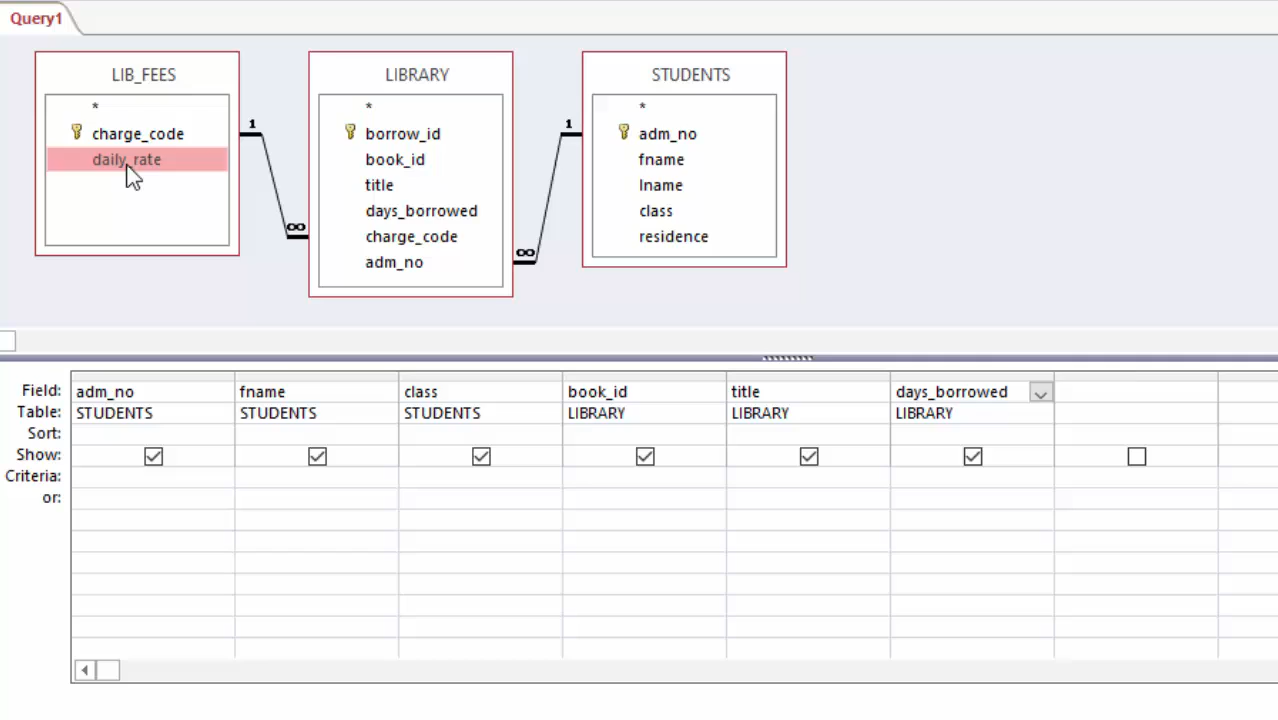 Query1
LIB_FEES
*
charge_code
daily_rate
1
∞
LIBRARY
*
borrow_id
book_id
title
days_borrowed
charge_code
adm_no
1
∞
STUDENTS
*
adm_no
fname
lname
class
residence
Field: adm_no fname class book_id title days_borrowed
Table: STUDENTS STUDENTS STUDENTS LIBRARY LIBRARY LIBRARY
Sort:
Show:
Criteria:
or: